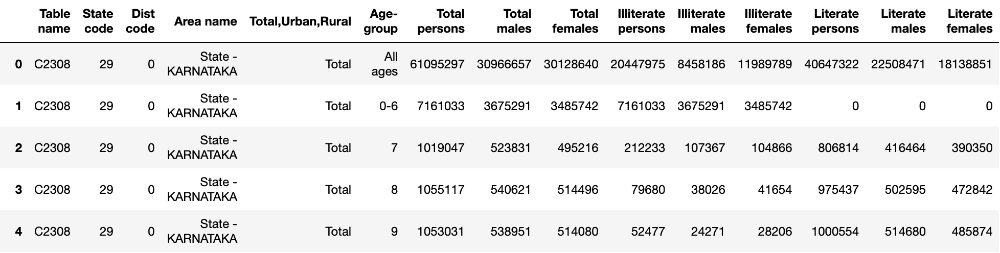 Table name State code Dist code Area name Total,Urban,Rural Age-group Total persons Total males Total females Illiterate persons Illiterate males Illiterate females Literate persons Literate males Literate females
0 C2308 29 0 State - KARNATAKA Total All ages 61095297 30966657 30128640 20447975 8458186 11989789 40647322 22508471 18138851
1 C2308 29 0 State - KARNATAKA Total 0-6 7161033 3675291 3485742 7161033 3675291 3485742 0 0 0
2 C2308 29 0 State - KARNATAKA Total 7 1019047 523831 495216 212233 107367 104866 806814 416464 390350
3 C2308 29 0 State - KARNATAKA Total 8 1055117 540621 514496 79680 38026 41654 975437 502595 472842
4 C2308 29 0 State - KARNATAKA Total 9 1053031 538951 514080 52477 24271 28206 1000554 514680 485874